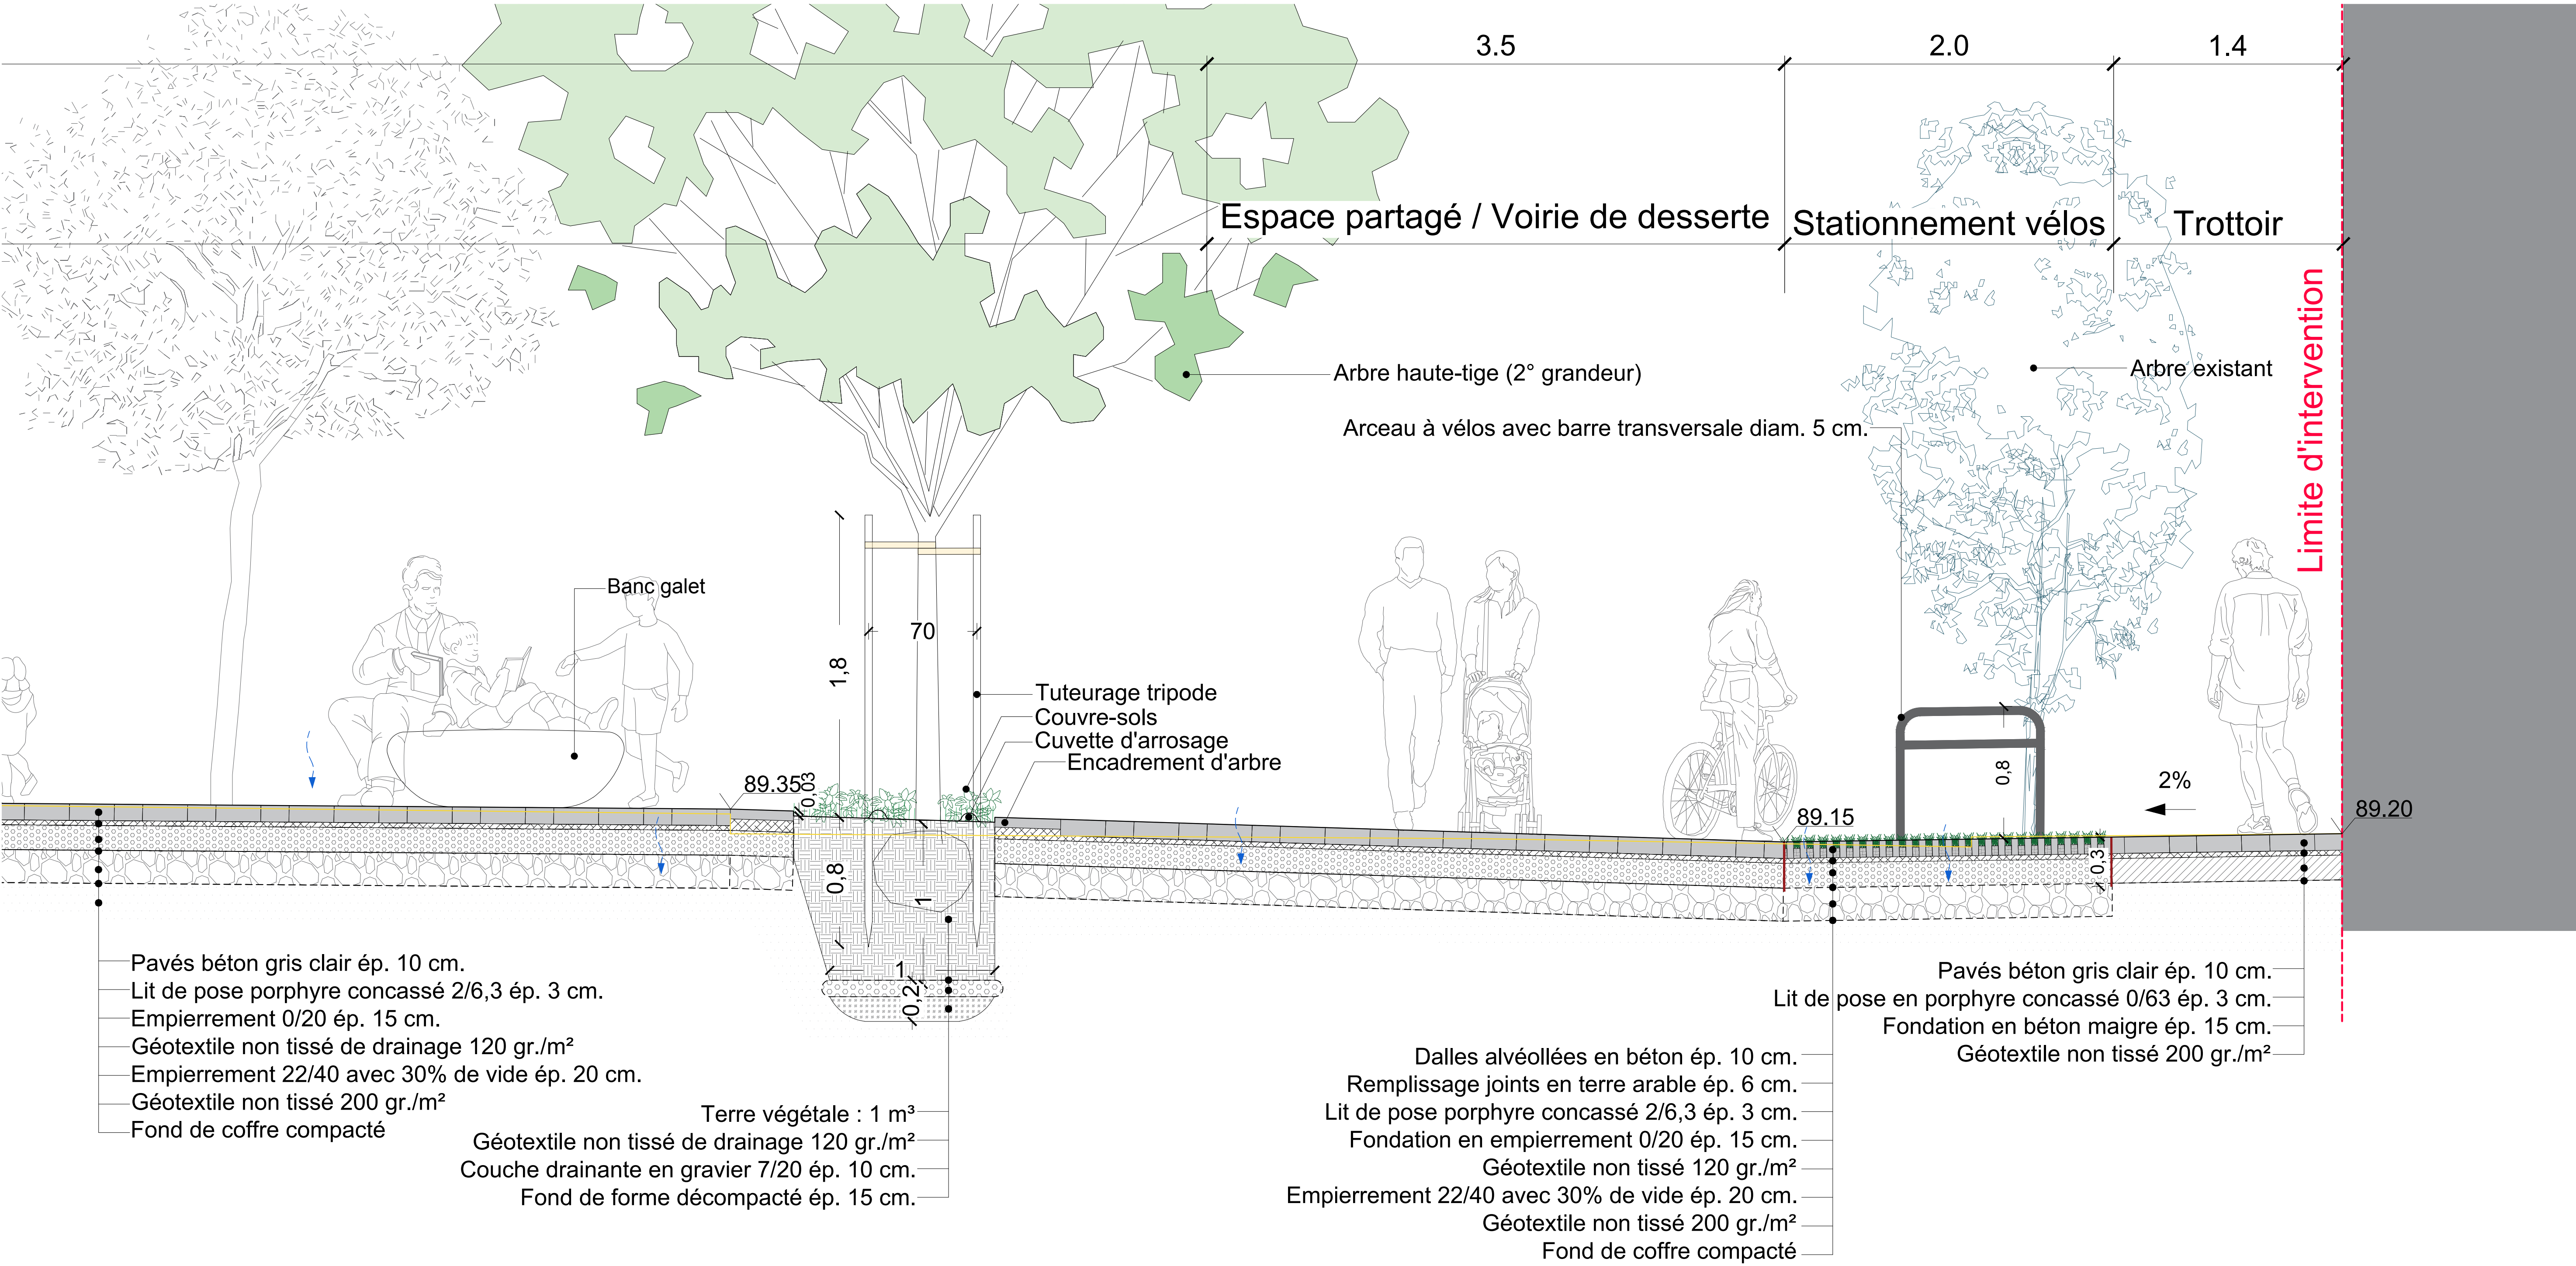 3.5
2.0
1.4
Espace partagé / Voirie de desserte
Stationnement vélos
Trottoir
Limite d'intervention
Arbre haute-tige (2° grandeur)
Arbre existant
Arceau à vélos avec barre transversale diam. 5 cm.
Banc galet
70
1,8
Tuteurage tripode
Couvre-sols
Cuvette d'arrosage
Encadrement d'arbre
89.35
0,03
0,8
2%
89.15
89.20
0,8
1
0,3
1
0,2
Pavés béton gris clair ép. 10 cm.
Lit de pose porphyre concassé 2/6,3 ép. 3 cm.
Empierrement 0/20 ép. 15 cm.
Géotextile non tissé de drainage 120 gr./m²
Empierrement 22/40 avec 30% de vide ép. 20 cm.
Géotextile non tissé 200 gr./m²
Fond de coffre compacté
Terre végétale : 1 m³
Géotextile non tissé de drainage 120 gr./m²
Couche drainante en gravier 7/20 ép. 10 cm.
Fond de forme décompacté ép. 15 cm.
Dalles alvéollées en béton ép. 10 cm.
Remplissage joints en terre arable ép. 6 cm.
Lit de pose porphyre concassé 2/6,3 ép. 3 cm.
Fondation en empierrement 0/20 ép. 15 cm.
Géotextile non tissé 120 gr./m²
Empierrement 22/40 avec 30% de vide ép. 20 cm.
Géotextile non tissé 200 gr./m²
Fond de coffre compacté
Pavés béton gris clair ép. 10 cm.
Lit de pose en porphyre concassé 0/63 ép. 3 cm.
Fondation en béton maigre ép. 15 cm.
Géotextile non tissé 200 gr./m²